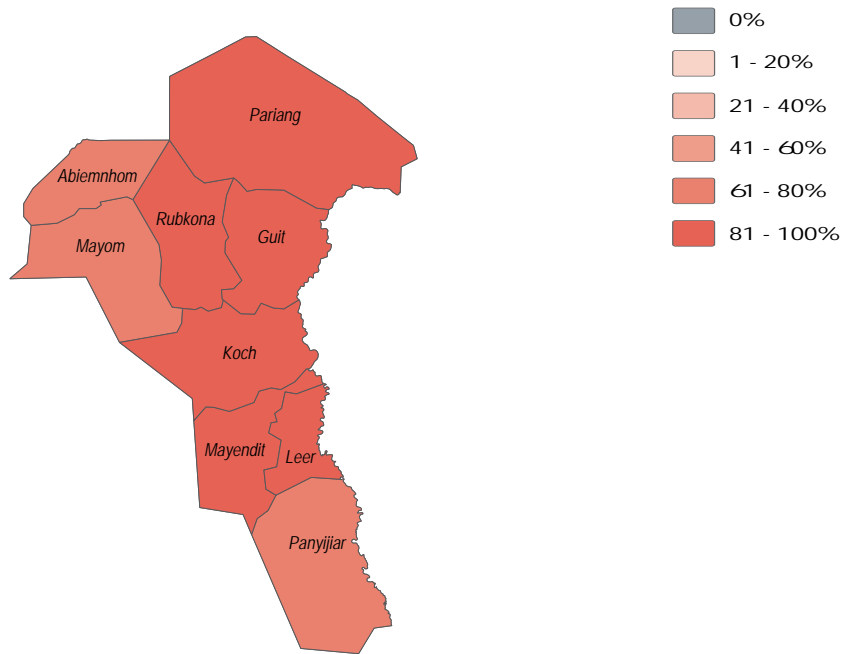 Pariang
Abiemnhom
Rubkona
Guit
Mayom
Koch
Mayendit
Leer
Panyijiar
0%
1 - 20%
21 - 40%
41 - 60%
61 - 80%
81 - 100%